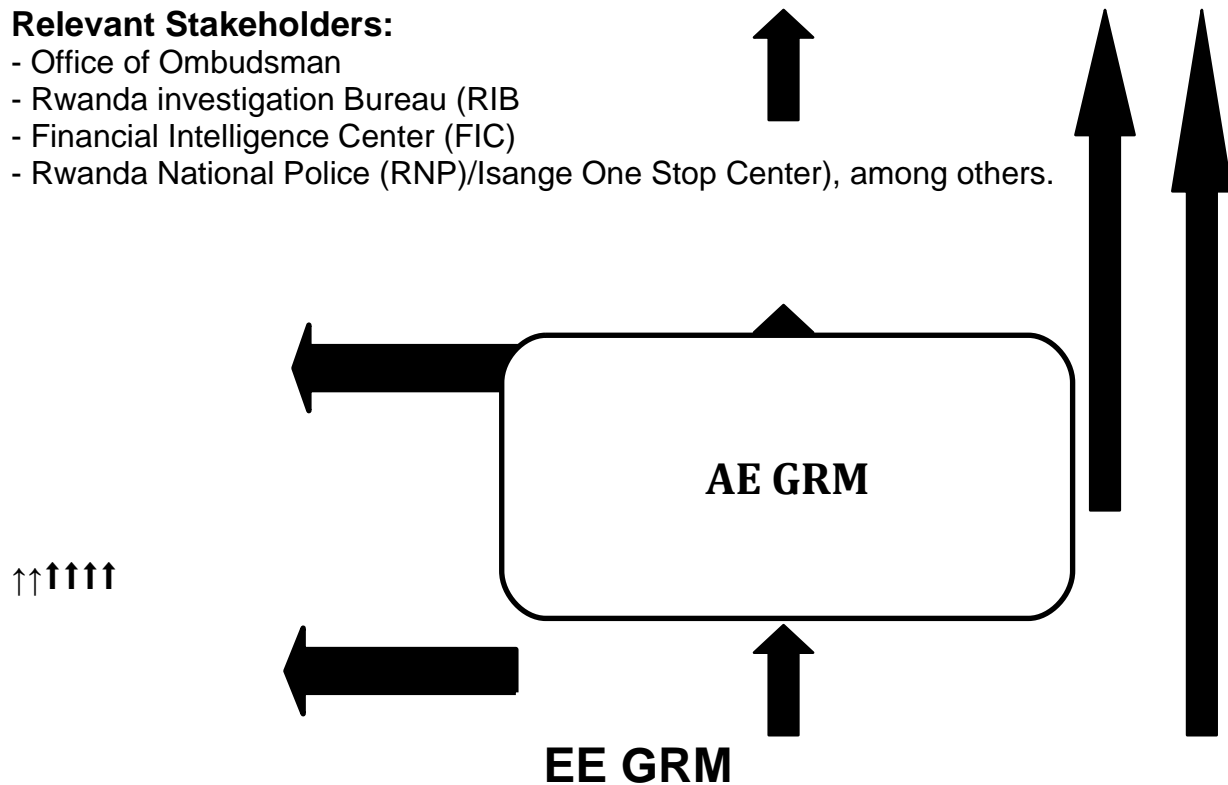 Relevant Stakeholders:
- Office of Ombudsman
- Rwanda investigation Bureau (RIB
- Financial Intelligence Center (FIC)
- Rwanda National Police (RNP)/Isange One Stop Center), among others.
AE GRM
↑↑⬆⬆⬆⬆
EE GRM